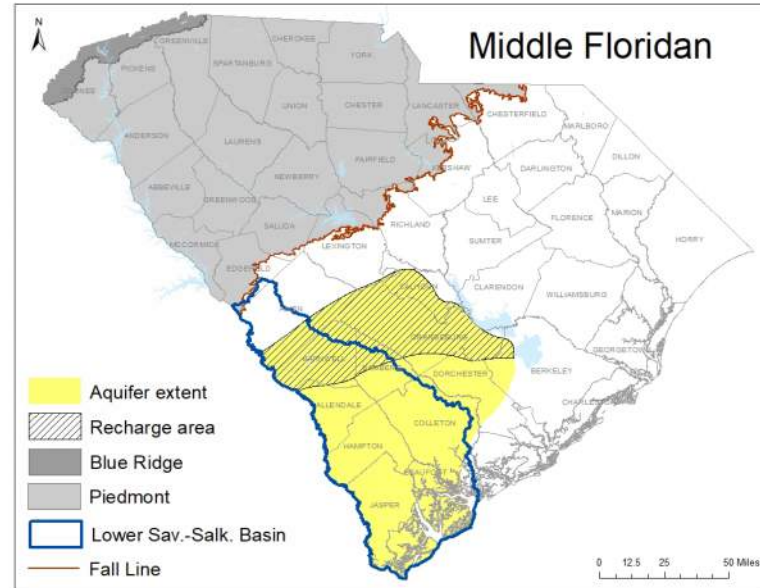 N
Middle Floridan
GREENVILLE
CHEROKEE
YORK
PICKENS
SPARTANBURG
UNION
CHESTER
LANCASTER
CHESTERFIELD
MARLBORO
ANDERSON
LAURENS
DARLINGTON
DILLON
FAIRFIELD
ABBEVILLE
GREENWOOD
NEWBERRY
LEE
FLORENCE
MARION
MCCORMICK
SALUDA
RICHLAND
SUMTER
HORRY
EDGEFIELD
LEXINGTON
CLARENDON
WILLIAMSBURG
CALHOUN
ORANGEBURG
GEORGETOWN
BARNWELL
DORCHESTER
BERKELEY
ALLENDALE
COLLETON
HAMPTON
BEAUFORT
JASPER
Aquifer extent
Recharge area
Blue Ridge
Piedmont
Lower Sav.-Salk. Basin
Fall Line
0 12.5 25 50 Miles